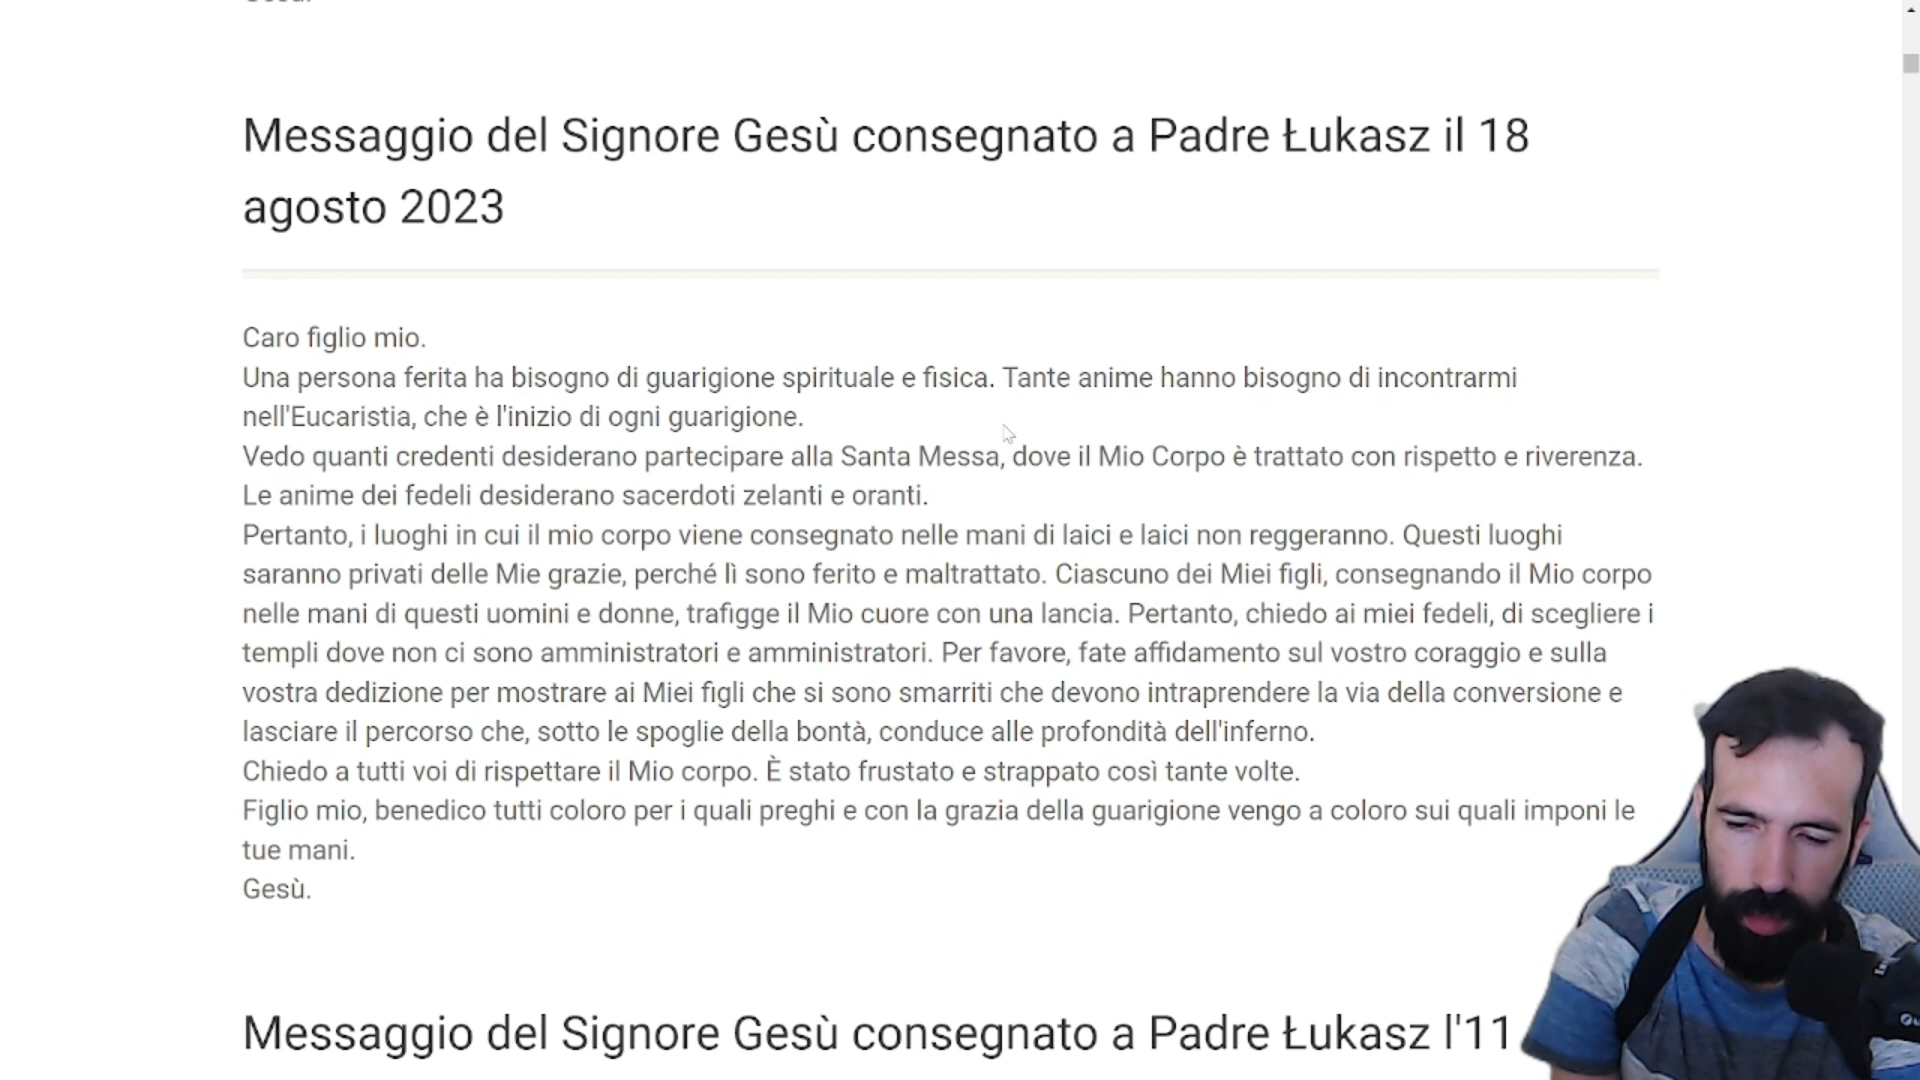 Messaggio del Signore Gesù consegnato a Padre Łukasz il 18
agosto 2023
Caro figlio mio.
Una persona ferita ha bisogno di guarigione spirituale e fisica. Tante anime hanno bisogno di incontrarmi
nell'Eucaristia, che è l'inizio di ogni guarigione.
Vedo quanti credenti desiderano partecipare alla Santa Messa, dove il Mio Corpo è trattato con rispetto e riverenza.
Le anime dei fedeli desiderano sacerdoti zelanti e oranti.
Pertanto, i luoghi in cui il mio corpo viene consegnato nelle mani di laici e laici non reggeranno. Questi luoghi
saranno privati delle Mie grazie, perché lì sono ferito e maltrattato. Ciascuno dei Miei figli, consegnando il Mio corpo
nelle mani di questi uomini e donne, trafigge il Mio cuore con una lancia. Pertanto, chiedo ai miei fedeli, di scegliere i
templi dove non ci sono amministratori e amministratori. Per favore, fate affidamento sul vostro coraggio e sulla
vostra dedizione per mostrare ai Miei figli che si sono smarriti che devono intraprendere la via della conversione e
lasciare il percorso che, sotto le spoglie della bontà, conduce alle profondità dell'inferno.
Chiedo a tutti voi di rispettare il Mio corpo. È stato frustato e strappato così tante volte.
Figlio mio, benedico tutti coloro per i quali preghi e con la grazia della guarigione vengo a coloro sui quali imponi le
tue mani.
Gesù.
Messaggio del Signore Gesù consegnato a Padre Łukasz l'11